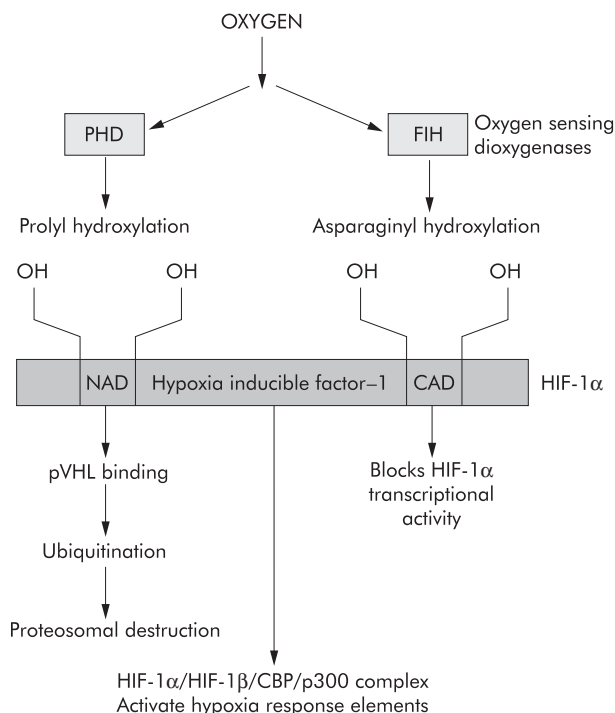 OXYGEN
PHD
FIH
Oxygen sensing
dioxygenases
Prolyl hydroxylation
Asparaginyl hydroxylation
OH
OH
OH
OH
NAD
Hypoxia inducible factor–1
CAD
HIF-1α
pVHL binding
Blocks HIF-1α
transcriptional
activity
Ubiquitination
Proteosomal destruction
HIF-1α/HIF-1β/CBP/p300 complex
Activate hypoxia response elements